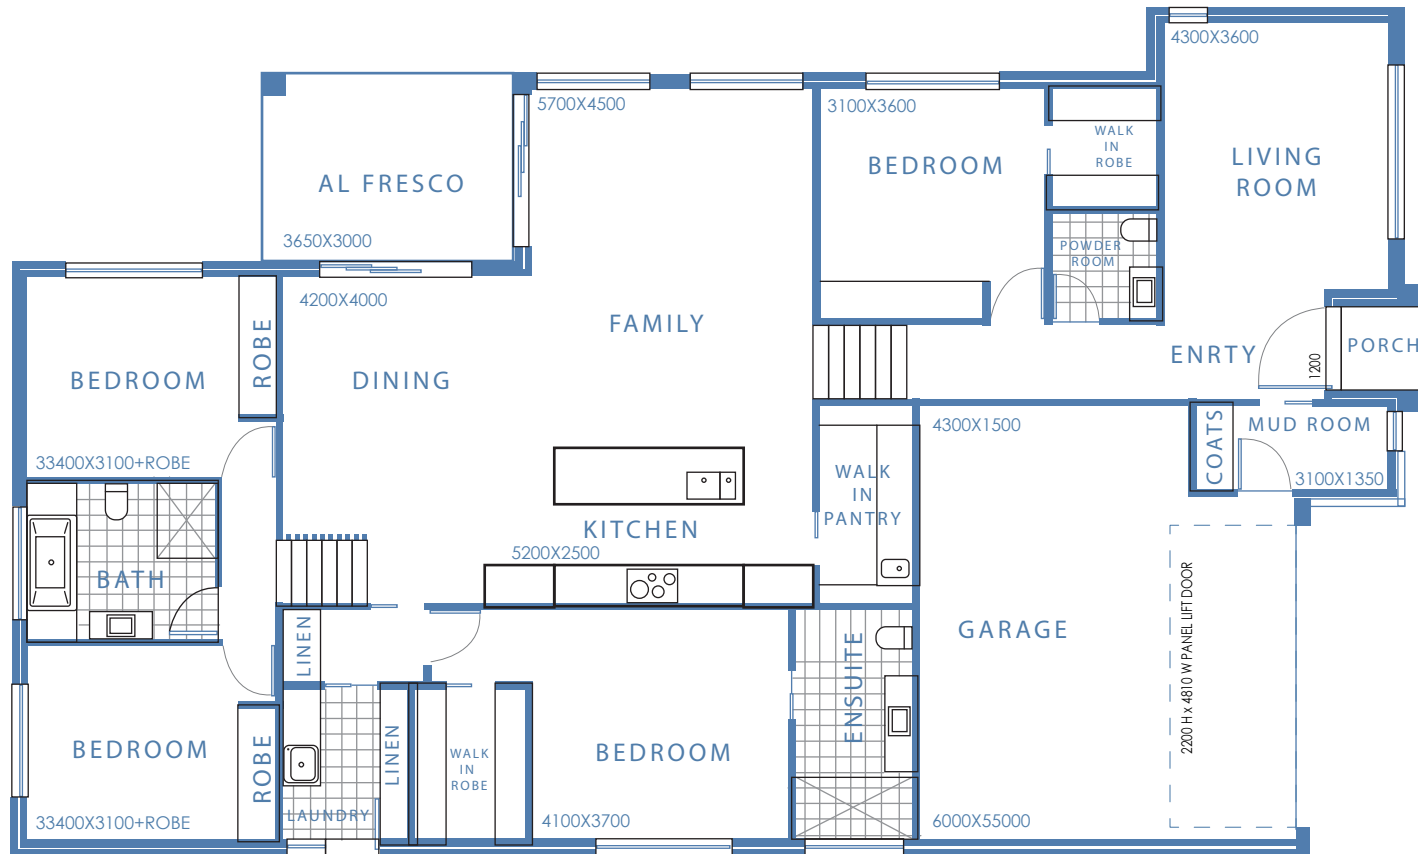 4300X3600
LIVING
ROOM
5700X4500
3100X3600
BEDROOM
WALK
IN
ROBE
AL FRESCO
3650X3000
POWDER
ROOM
4200X4000
FAMILY
DINING
ENRTY
1200
PORCH
BEDROOM
ROBE
33400X3100+ROBE
4300X1500
COATS
MUD ROOM
3100X1350
WALK
IN
PANTRY
KITCHEN
5200X2500
BATH
GARAGE
2200 H x 4810 W PANEL LIFT DOOR
6000X55000
LINEN
ENSUITE
BEDROOM
ROBE
33400X3100+ROBE
LINEN
LAUNDRY
WALK
IN
ROBE
BEDROOM
4100X3700